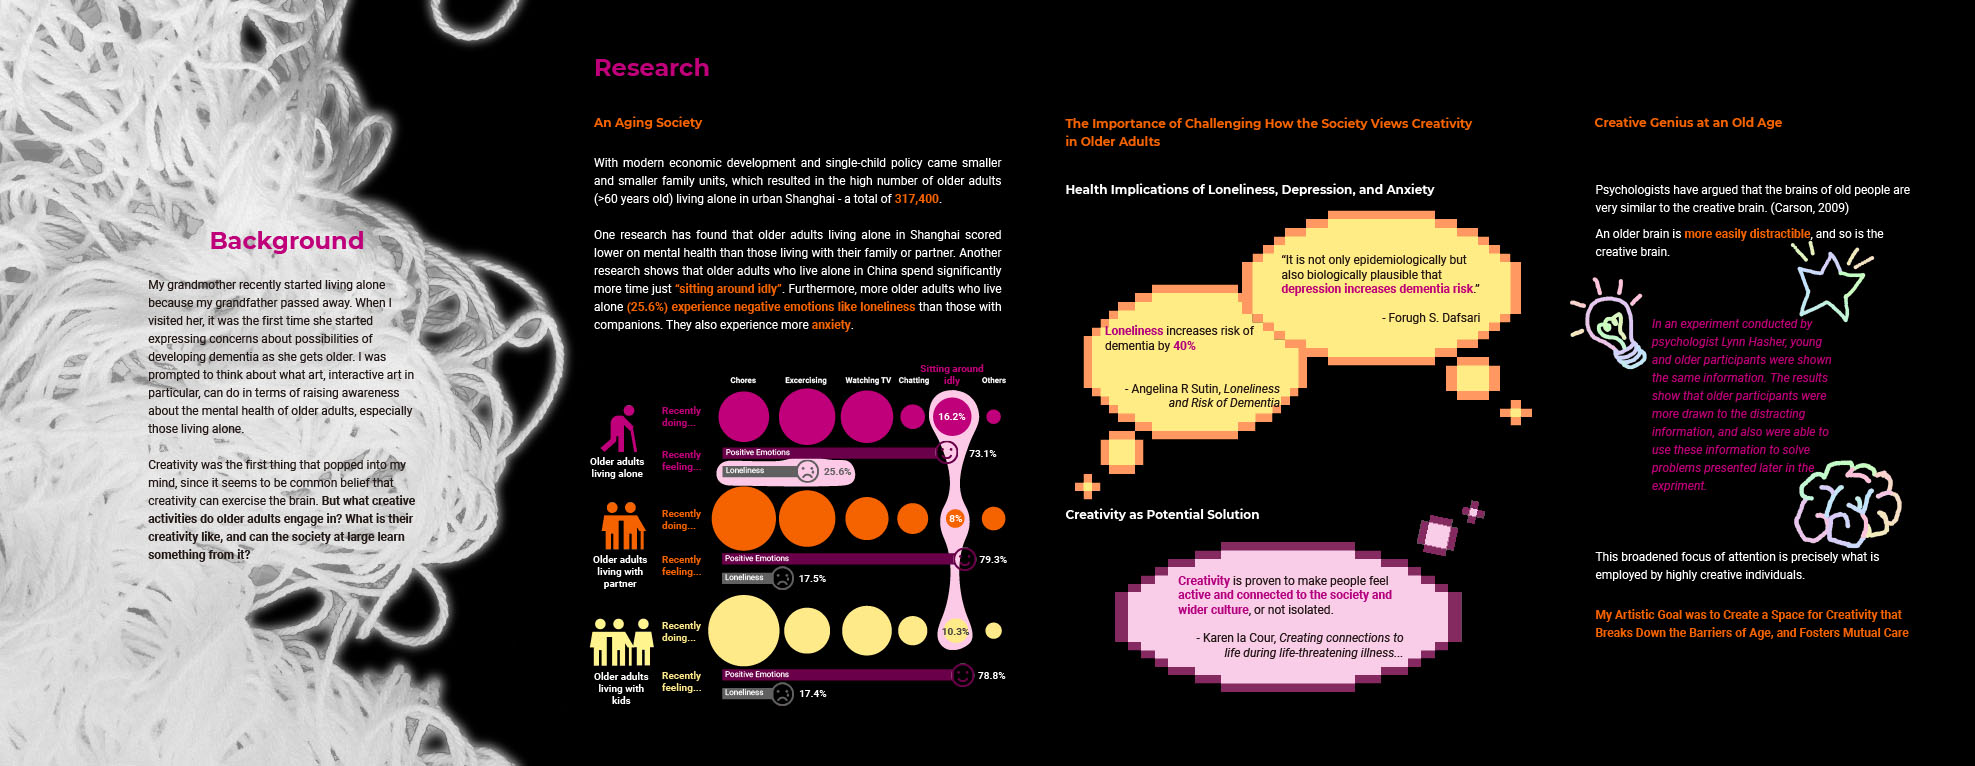 Background
My grandmother recently started living alone
because my grandfather passed away. When I
visited her, it was the first time she started
expressing concerns about possibilities of
developing dementia as she gets older. I was
prompted to think about what art, interactive art in
particular, can do in terms of raising awareness
about the mental health of older adults, especially
those living alone.
Creativity was the first thing that popped into my
mind, since it seems to be common belief that
creativity can exercise the brain. But what creative
activities do older adults engage in? What is their
creativity like, and can the society at large learn
something from it?
Research
An Aging Society
With modern economic development and single-child policy came smaller
and smaller family units, which resulted in the high number of older adults
(>60 years old) living alone in urban Shanghai - a total of 317,400.
One research has found that older adults living alone in Shanghai scored
lower on mental health than those living with their family or partner. Another
research shows that older adults who live alone in China spend significantly
more time just “sitting around idly”. Furthermore, more older adults who live
alone (25.6%) experience negative emotions like loneliness than those with
companions. They also experience more anxiety.
Chores Excercising Watching TV Chatting Sitting around
idly Others
Older adults
living alone
Recently
doing...
16.2%
Recently
feeling...
Positive Emotions 73.1%
Loneliness 25.6%
Older adults
living with
partner
Recently
doing...
8%
Recently
feeling...
Positive Emotions 79.3%
Loneliness 17.5%
Older adults
living with
kids
Recently
doing...
10.3%
Recently
feeling...
Positive Emotions 78.8%
Loneliness 17.4%
The Importance of Challenging How the Society Views Creativity
in Older Adults
Health Implications of Loneliness, Depression, and Anxiety
“It is not only epidemiologically but
also biologically plausible that
depression increases dementia risk.”
- Forugh S. Dafsari
Loneliness increases risk of
dementia by 40%
- Angelina R Sutin, Loneliness
and Risk of Dementia
Creativity as Potential Solution
Creativity is proven to make people feel
active and connected to the society and
wider culture, or not isolated.
- Karen la Cour, Creating connections to
life during life-threatening illness...
Creative Genius at an Old Age
Psychologists have argued that the brains of old people are
very similar to the creative brain. (Carson, 2009)
An older brain is more easily distractible, and so is the
creative brain.
In an experiment conducted by
psychologist Lynn Hasher, young
and older participants were shown
the same information. The results
show that older participants were
more drawn to the distracting
information, and also were able to
use these information to solve
problems presented later in the
expriment.
This broadened focus of attention is precisely what is
employed by highly creative individuals.
My Artistic Goal was to Create a Space for Creativity that
Breaks Down the Barriers of Age, and Fosters Mutual Care